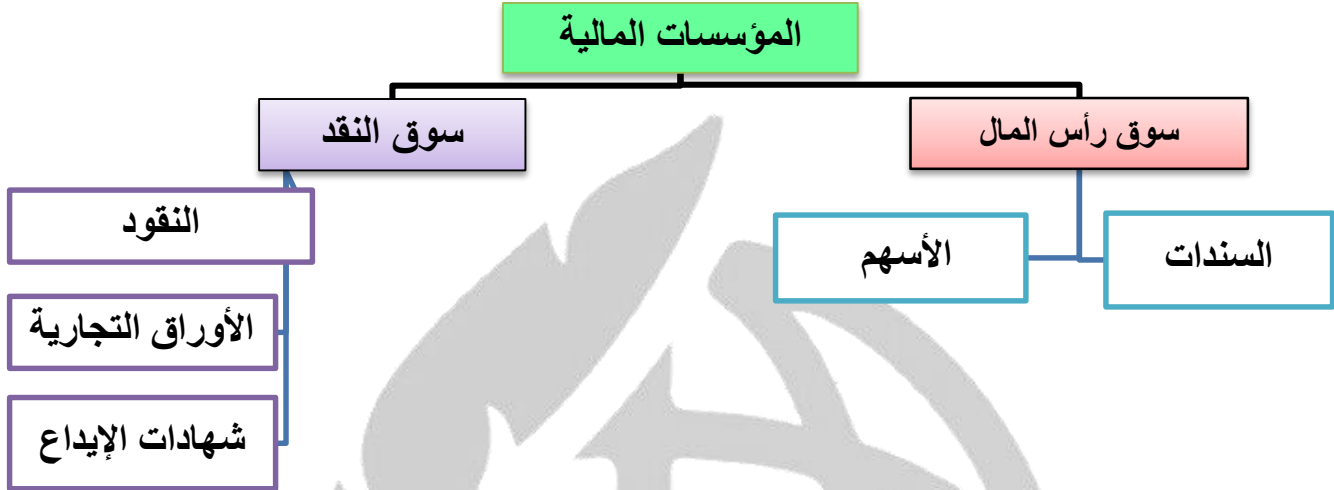 المؤسسات المالية
سوق رأس المال
سوق النقد
السندات
الأسهم
النقود
الأوراق التجارية
شهادات الإيداع